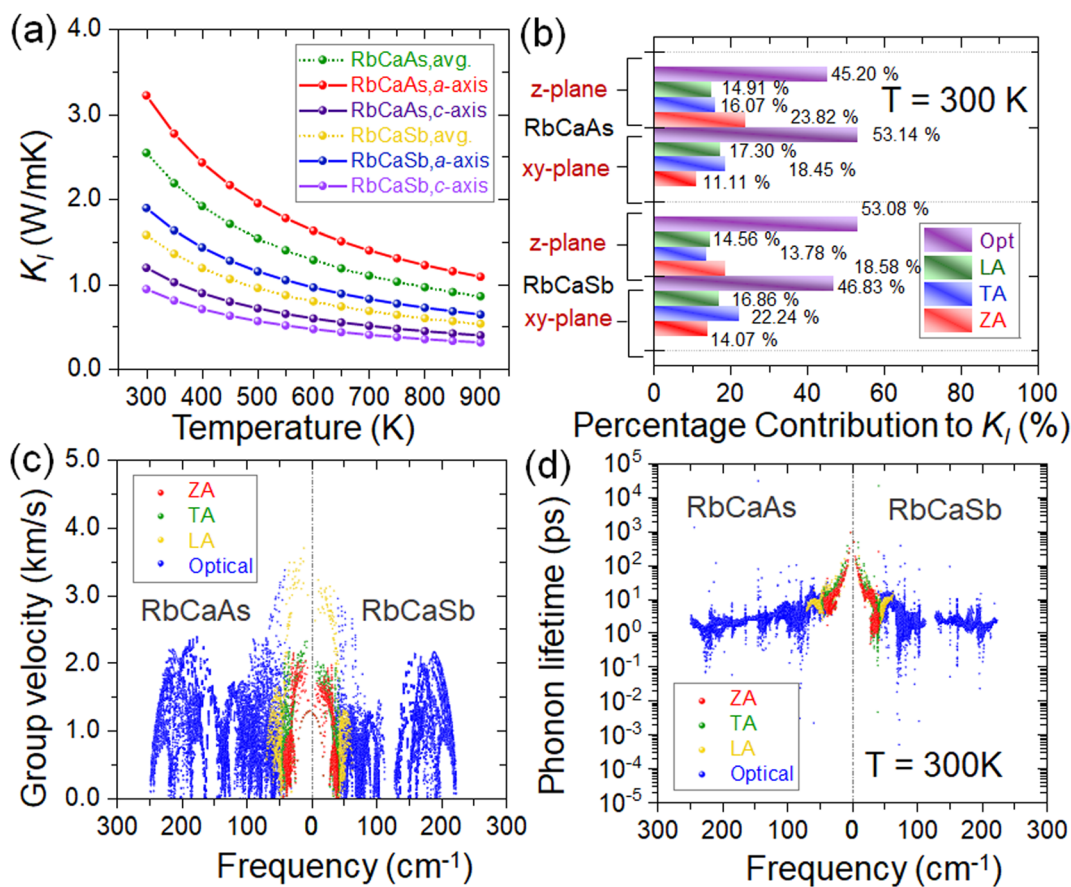 (a)
4.0
3.0
2.0
1.0
0.0
K_l (W/mK)
RbCaAs,avg.
RbCaAs,a-axis
RbCaAs,c-axis
RbCaSb,avg.
RbCaSb,a-axis
RbCaSb,c-axis
300 400 500 600 700 800 900
Temperature (K)
(b)
z-plane
RbCaAs
xy-plane
z-plane
RbCaSb
xy-plane
45.20 %
14.91 %
16.07 %
23.82 %
53.14 %
17.30 %
18.45 %
11.11 %
53.08 %
14.56 %
13.78 %
18.58 %
46.83 %
16.86 %
22.24 %
14.07 %
T = 300 K
Opt
LA
TA
ZA
0 20 40 60 80 100
Percentage Contribution to K_l (%)
(c)
5.0
4.0
3.0
2.0
1.0
0.0
Group velocity (km/s)
ZA
TA
LA
Optical
RbCaAs
RbCaSb
300 200 100 0 100 200 300
Frequency (cm-1)
(d)
10^5
10^4
10^3
10^2
10^1
10^0
10^-1
10^-2
10^-3
10^-4
10^-5
Phonon lifetime (ps)
RbCaAs
RbCaSb
ZA
TA
LA
Optical
T = 300K
300 200 100 0 100 200 300
Frequency (cm-1)